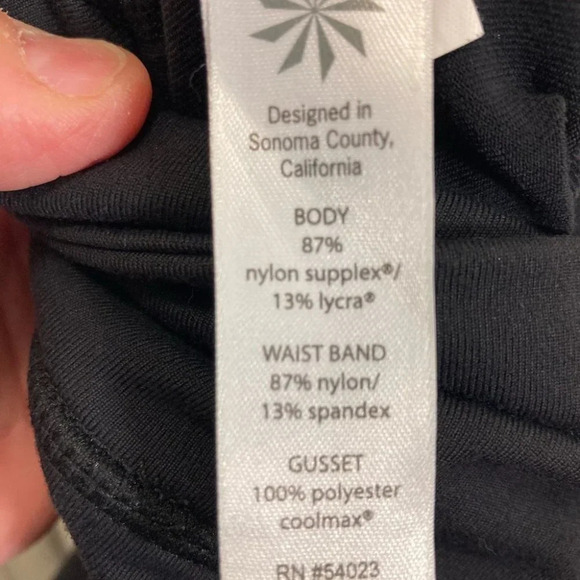 Designed in
Sonoma County,
California
BODY
87%
nylon supplex®/
13% lycra®
WAIST BAND
87% nylon/
13% spandex
GUSSET
100% polyester
coolmax®
RN #54023